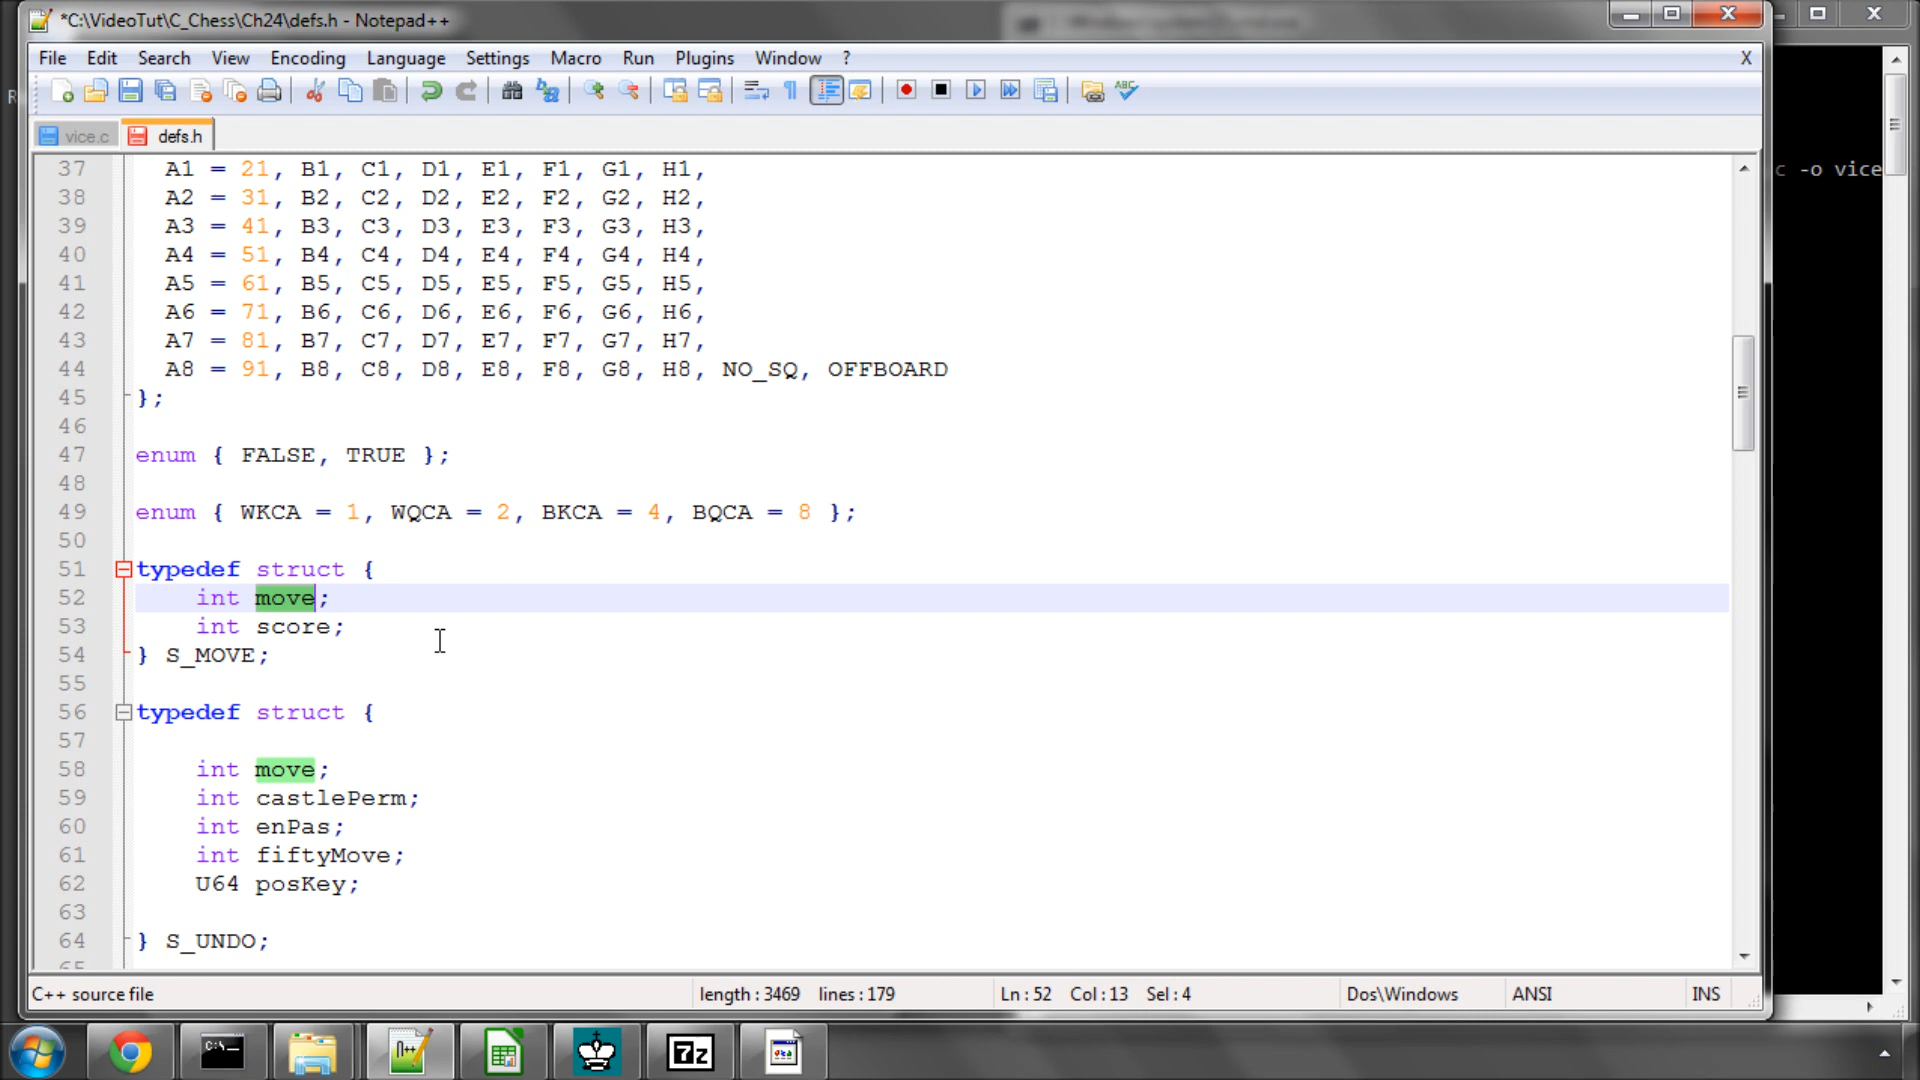 *C:\VideoTut\C_Chess\Ch24\defs.h - Notepad++
File Edit Search View Encoding Language Settings Macro Run Plugins Window ? X
vice.c defs.h
37 A1 = 21, B1, C1, D1, E1, F1, G1, H1,
38 A2 = 31, B2, C2, D2, E2, F2, G2, H2,
39 A3 = 41, B3, C3, D3, E3, F3, G3, H3,
40 A4 = 51, B4, C4, D4, E4, F4, G4, H4,
41 A5 = 61, B5, C5, D5, E5, F5, G5, H5,
42 A6 = 71, B6, C6, D6, E6, F6, G6, H6,
43 A7 = 81, B7, C7, D7, E7, F7, G7, H7,
44 A8 = 91, B8, C8, D8, E8, F8, G8, H8, NO_SQ, OFFBOARD
45 };
46
47 enum { FALSE, TRUE };
48
49 enum { WKCA = 1, WQCA = 2, BKCA = 4, BQCA = 8 };
50
51 typedef struct {
52 int move;
53 int score;
54 } S_MOVE;
55
56 typedef struct {
57
58 int move;
59 int castlePerm;
60 int enPas;
61 int fiftyMove;
62 U64 posKey;
63
64 } S_UNDO;
65
c -o vice
C++ source file length : 3469 lines : 179 Ln : 52 Col : 13 Sel : 4 Dos\Windows ANSI INS